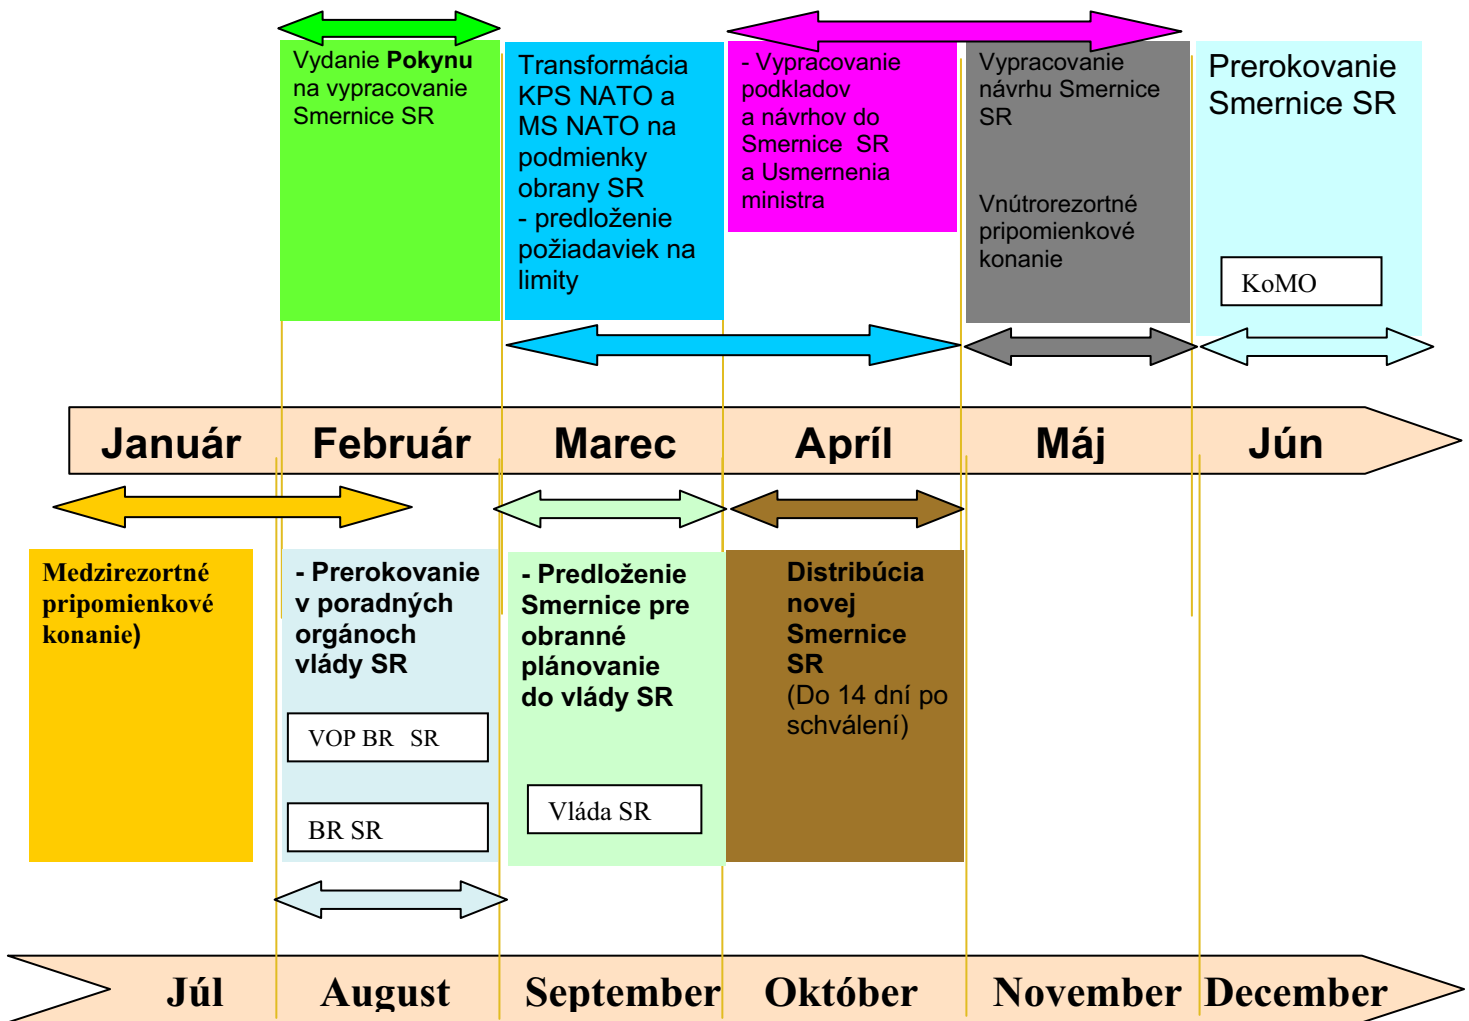 Vydanie Pokynu
na vypracovanie
Smernice SR
Transformácia
KPS NATO a
MS NATO na
podmienky
obrany SR
- predloženie
požiadaviek na
limity
- Vypracovanie
podkladov
a návrhov do
Smernice SR
a Usmernenia
ministra
Vypracovanie
návrhu Smernice
SR
Vnútrorezortné
pripomienkové
konanie
Prerokovanie
Smernice SR
KoMO
Január Február Marec Apríl Máj Jún
Medzirezortné
pripomienkové
konanie)
- Prerokovanie
v poradných
orgánoch
vlády SR
VOP BR SR
BR SR
- Predloženie
Smernice pre
obranné
plánovanie
do vlády SR
Vláda SR
Distribúcia
novej
Smernice
SR
(Do 14 dní po
schválení)
Júl August September Október November December